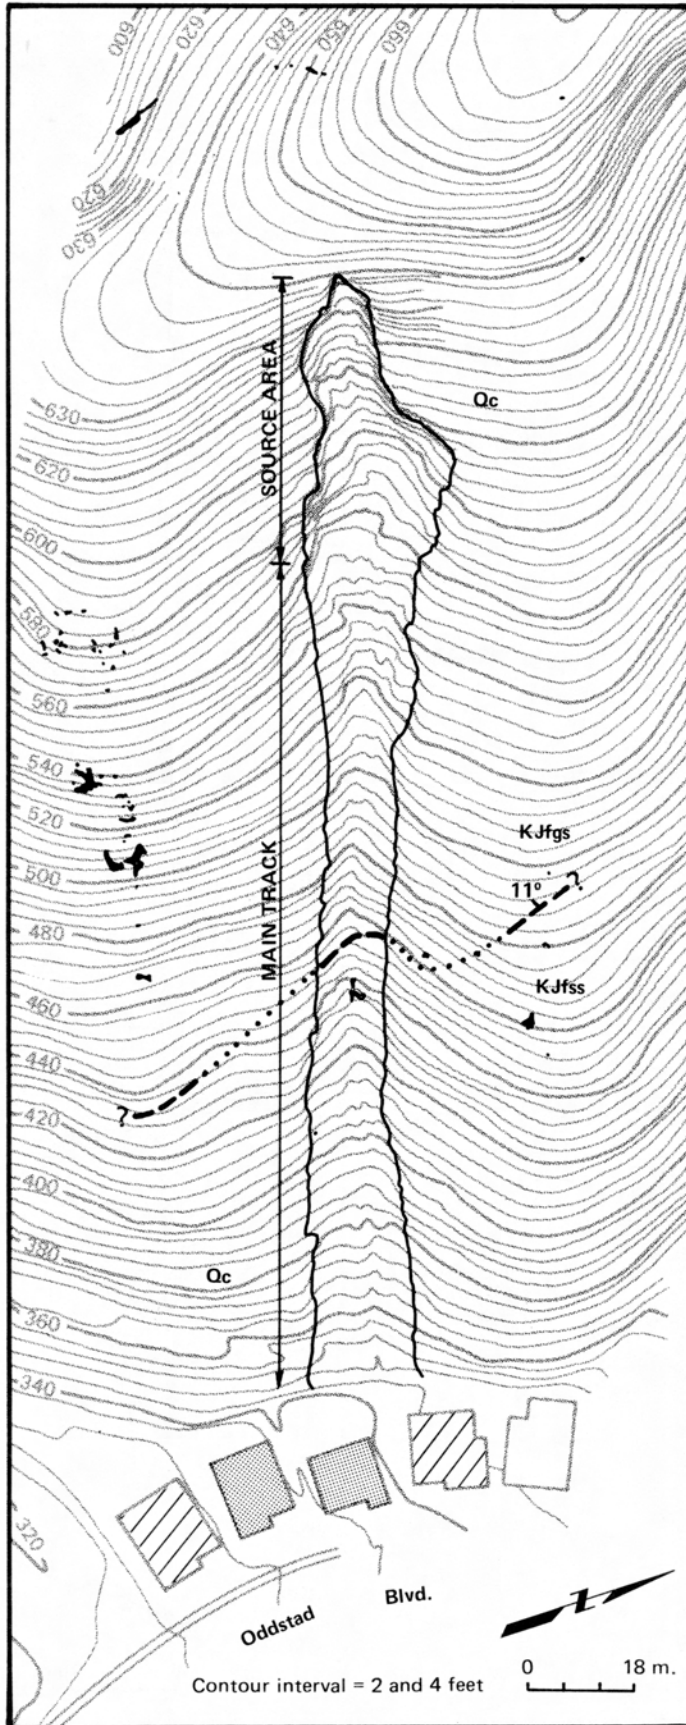 600
620
640
650
660
620
630
SOURCE AREA
Qc
630
620
600
580
560
540
520
500
KJfgs
11°
?
MAIN TRACK
480
460
KJfss
440
?
420
400
380
Qc
360
340
320
Oddstad Blvd.
N
Contour interval = 2 and 4 feet
0 18 m.